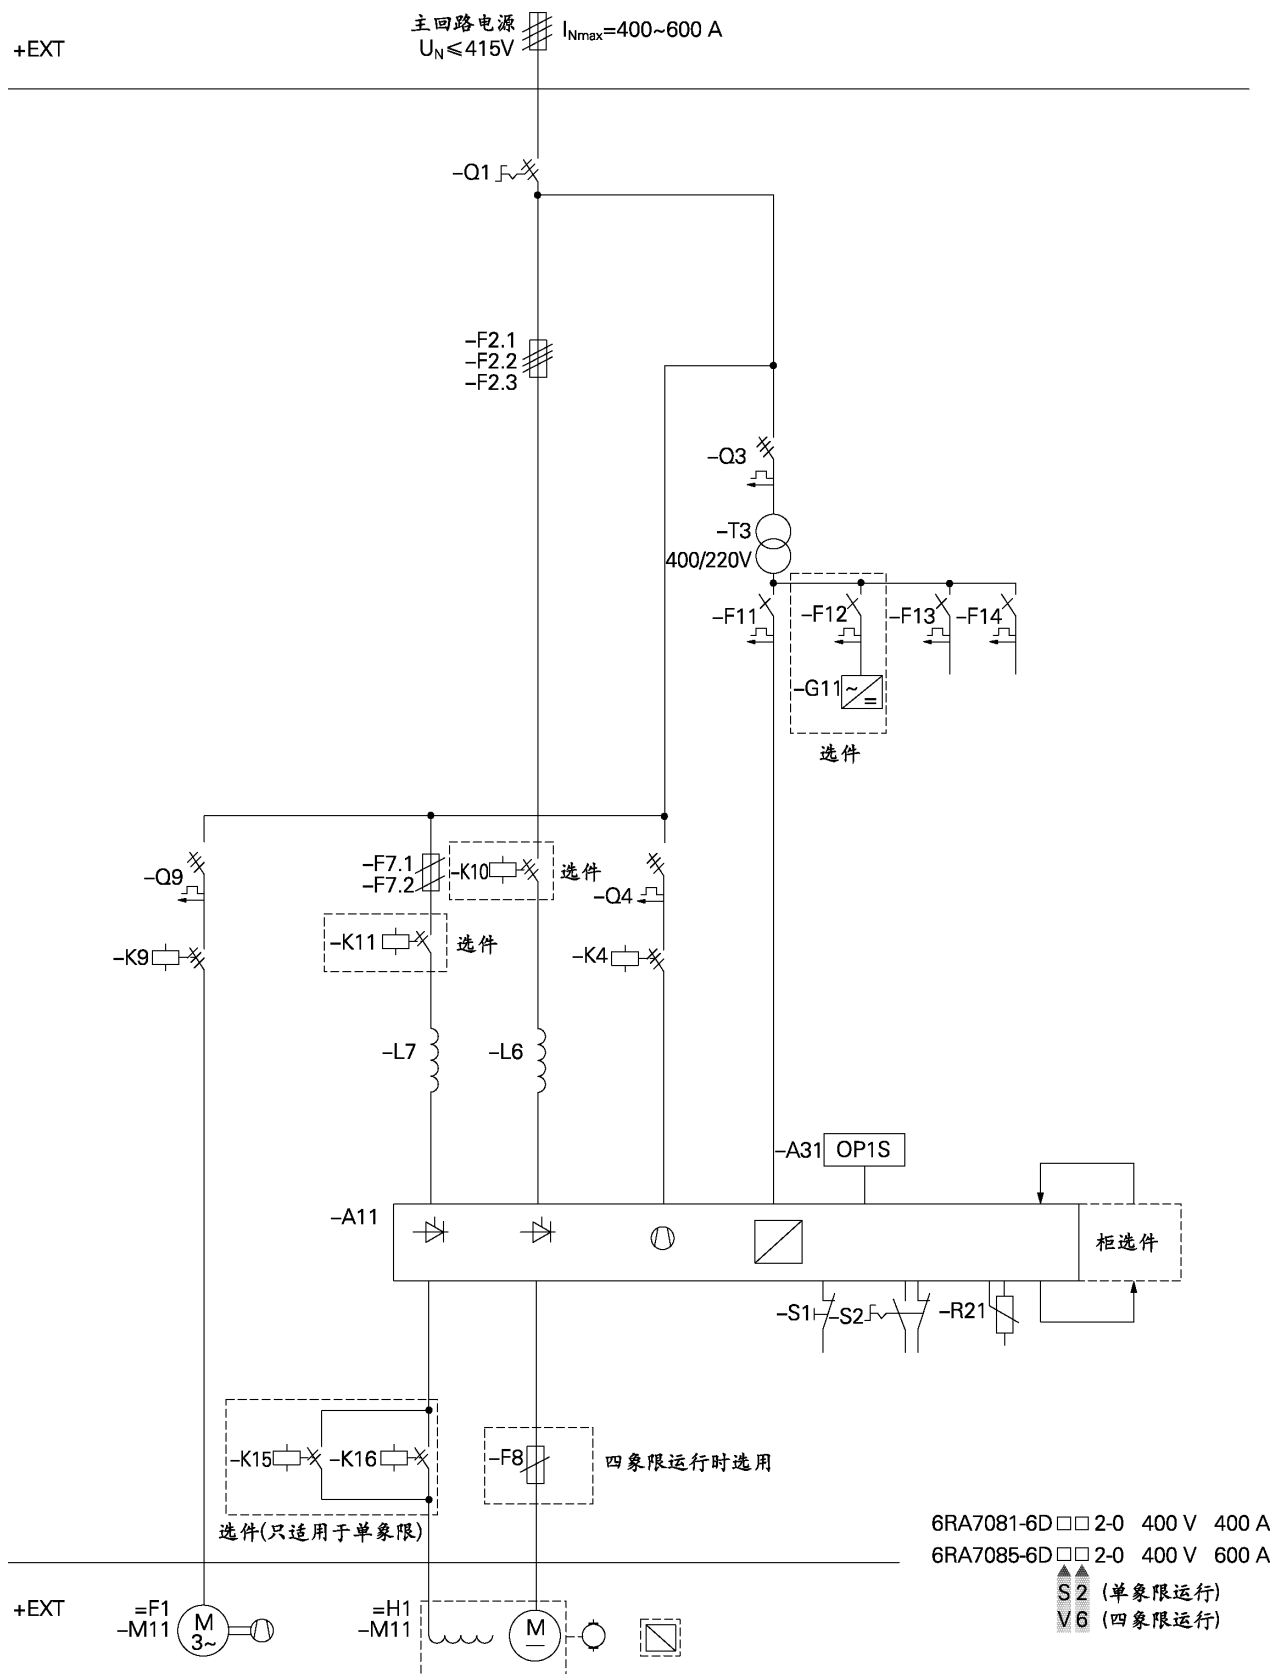 主回路电源
U_N≤415V
I_Nmax=400~600 A
+EXT
–Q1
–F2.1
–F2.2
–F2.3
–Q3
–T3
400/220V
–F11
–F12
–F13
–F14
–G11
~
=
选件
–F7.1
–F7.2
–K10
选件
–Q9
–Q4
–K11
选件
–K9
–K4
–L7
–L6
–A31
OP1S
–A11
柜选件
–S1
–S2
–R21
–K15
–K16
–F8
四象限运行时选用
选件(只适用于单象限)
6RA7081-6D□□2-0 400 V 400 A
6RA7085-6D□□2-0 400 V 600 A
S 2 (单象限运行)
V 6 (四象限运行)
+EXT
=F1
–M11
M
3~
=H1
–M11
M